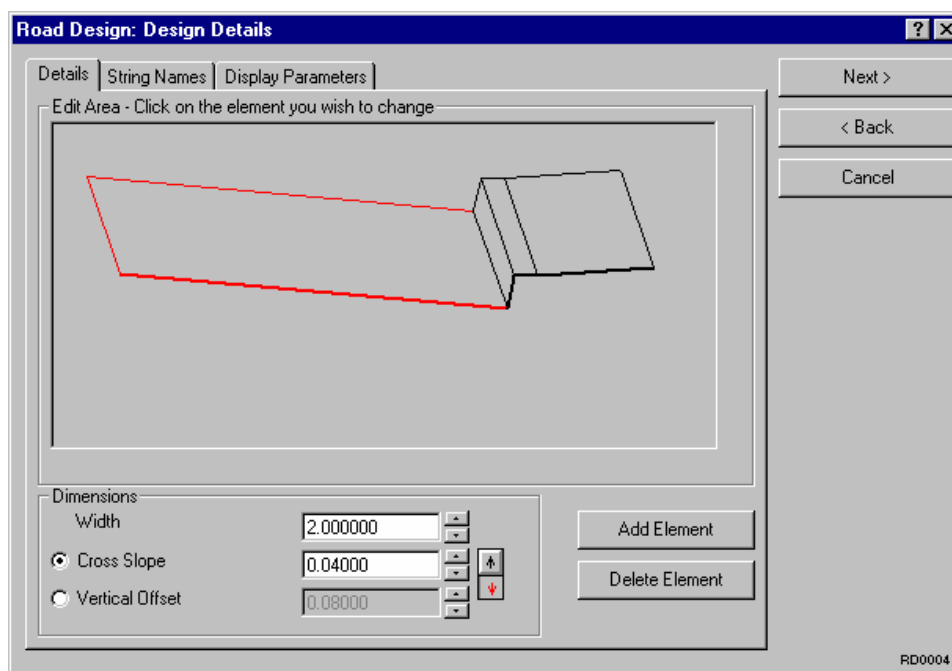 Road Design: Design Details
Details String Names Display Parameters
Edit Area - Click on the element you wish to change
Next >
< Back
Cancel
Dimensions
Width 2.000000
Cross Slope 0.04000
Vertical Offset 0.08000
Add Element
Delete Element
RD0004